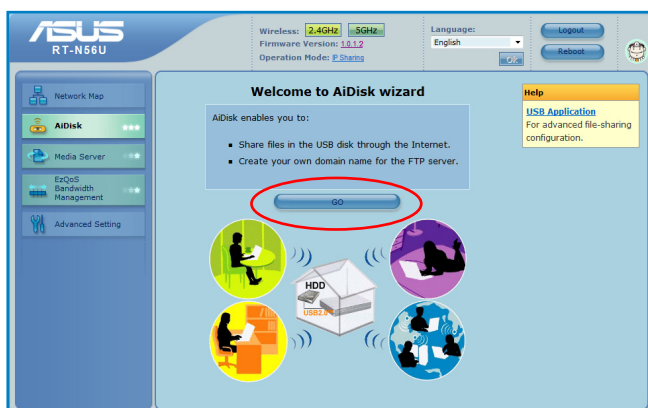 ASUS
RT-N56U
Wireless: 2.4GHz 5GHz
Firmware Version: 1.0.1.2
Operation Mode: IP Sharing
Language:
English
Ok
Logout
Reboot
Network Map
AiDisk
Media Server
EzQoS
Bandwidth
Management
Advanced Setting
Welcome to AiDisk wizard
AiDisk enables you to:
Share files in the USB disk through the Internet.
Create your own domain name for the FTP server.
GO
HDD
USB2.0
Help
USB Application
For advanced file-sharing
configuration.